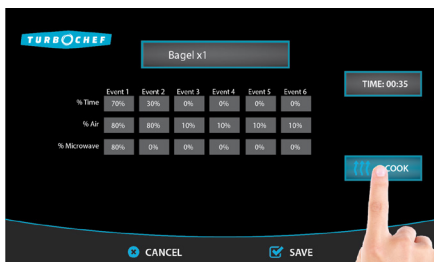 TURBOCHEF
Bagel x1
TIME: 00:35
Event 1 Event 2 Event 3 Event 4 Event 5 Event 6
% Time 70% 30% 0% 0% 0% 0%
% Air 80% 80% 10% 10% 10% 10%
% Microwave 80% 0% 0% 0% 0% 0%
COOK
CANCEL SAVE